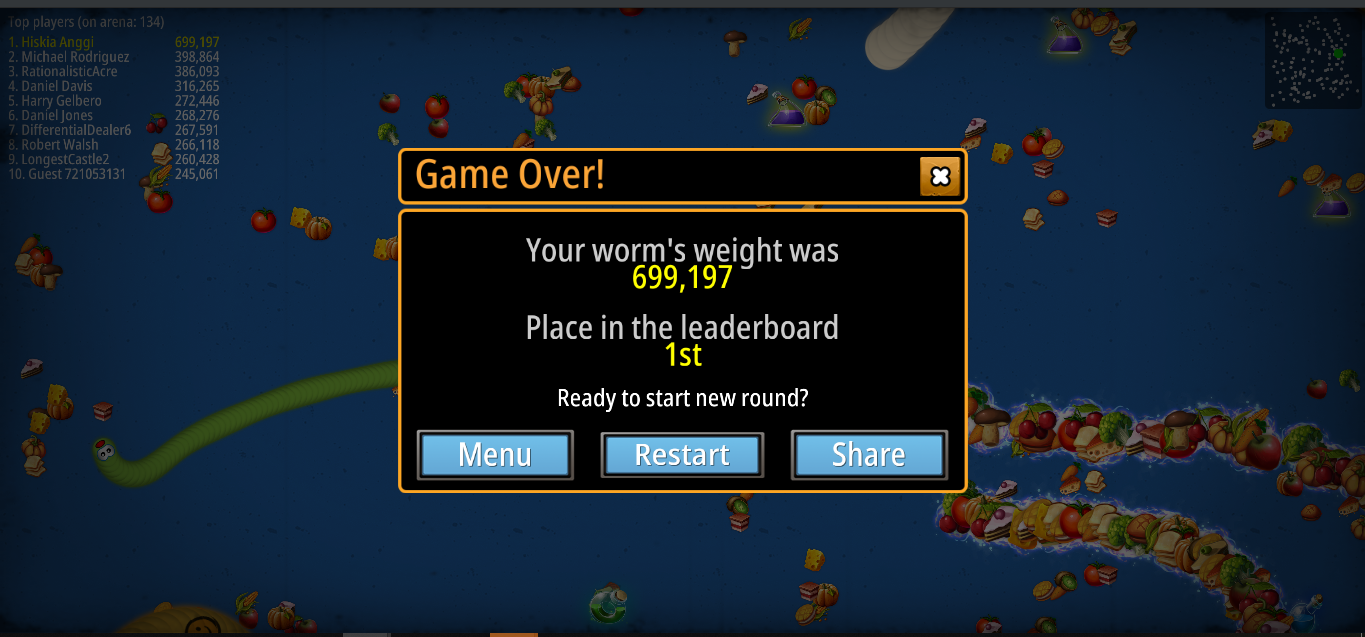 Top players (on arena: 134)
1. Hiskia Anggi 699,197
2. Michael Rodriguez 398,864
3. RationalisticAcre 386,093
4. Daniel Davis 316,265
5. Harry Gelbero 272,446
6. Daniel Jones 268,276
7. DifferentialDealer6 267,591
8. Robert Walsh 266,118
9. LongestCastle2 260,428
10. Guest 721053131 245,061
Game Over!
Your worm's weight was
699,197
Place in the leaderboard
1st
Ready to start new round?
Menu Restart Share